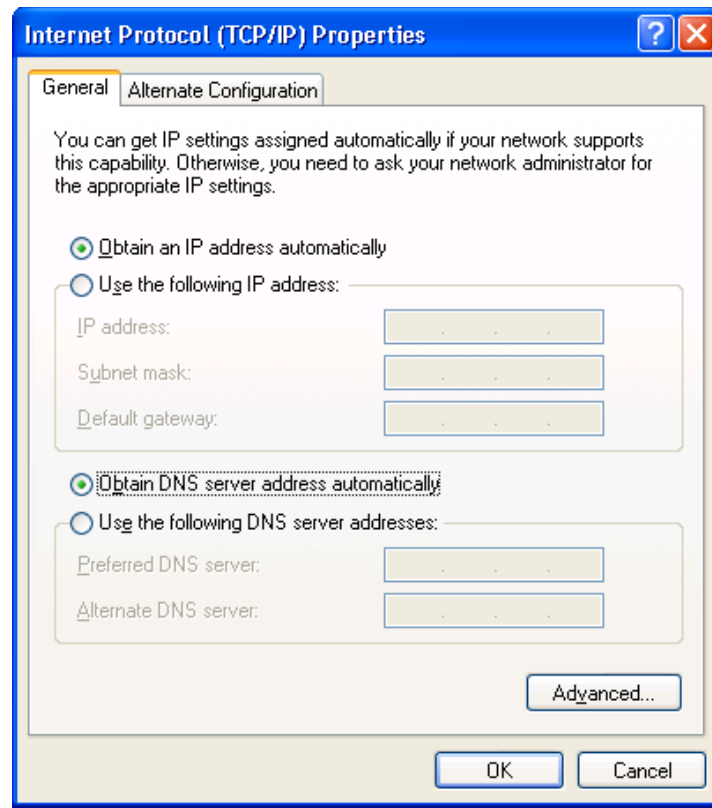 Internet Protocol (TCP/IP) Properties
General
Alternate Configuration
You can get IP settings assigned automatically if your network supports
this capability. Otherwise, you need to ask your network administrator for
the appropriate IP settings.
Obtain an IP address automatically
Use the following IP address:
IP address:
Subnet mask:
Default gateway:
Obtain DNS server address automatically
Use the following DNS server addresses:
Preferred DNS server:
Alternate DNS server:
Advanced...
OK
Cancel